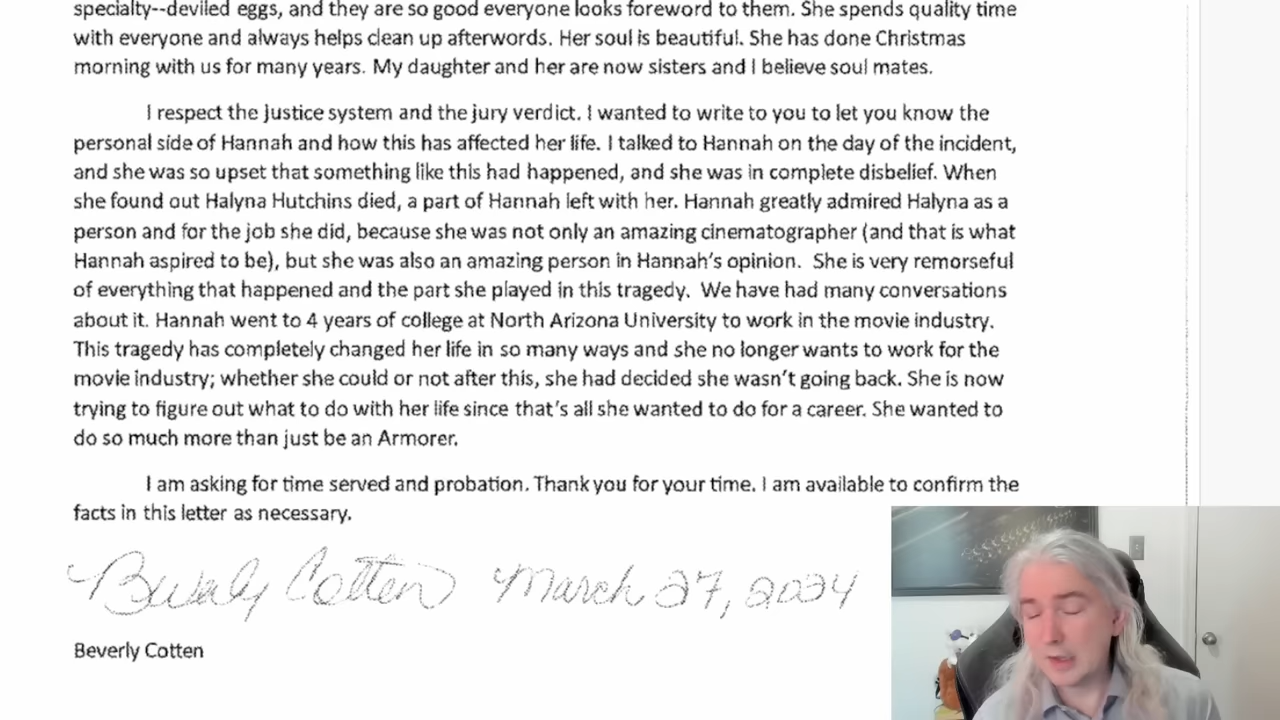 specialty--deviled eggs, and they are so good everyone looks foreword to them. She spends quality time
with everyone and always helps clean up afterwords. Her soul is beautiful. She has done Christmas
morning with us for many years. My daughter and her are now sisters and I believe soul mates.
I respect the justice system and the jury verdict. I wanted to write to you to let you know the
personal side of Hannah and how this has affected her life. I talked to Hannah on the day of the incident,
and she was so upset that something like this had happened, and she was in complete disbelief. When
she found out Halyna Hutchins died, a part of Hannah left with her. Hannah greatly admired Halyna as a
person and for the job she did, because she was not only an amazing cinematographer (and that is what
Hannah aspired to be), but she was also an amazing person in Hannah's opinion.  She is very remorseful
of everything that happened and the part she played in this tragedy.  We have had many conversations
about it. Hannah went to 4 years of college at North Arizona University to work in the movie industry.
This tragedy has completely changed her life in so many ways and she no longer wants to work for the
movie industry; whether she could or not after this, she had decided she wasn't going back. She is now
trying to figure out what to do with her life since that's all she wanted to do for a career. She wanted to
do so much more than just be an Armorer.
I am asking for time served and probation. Thank you for your time. I am available to confirm the
facts in this letter as necessary.
Beverly Cotten March 27, 2024
Beverly Cotten